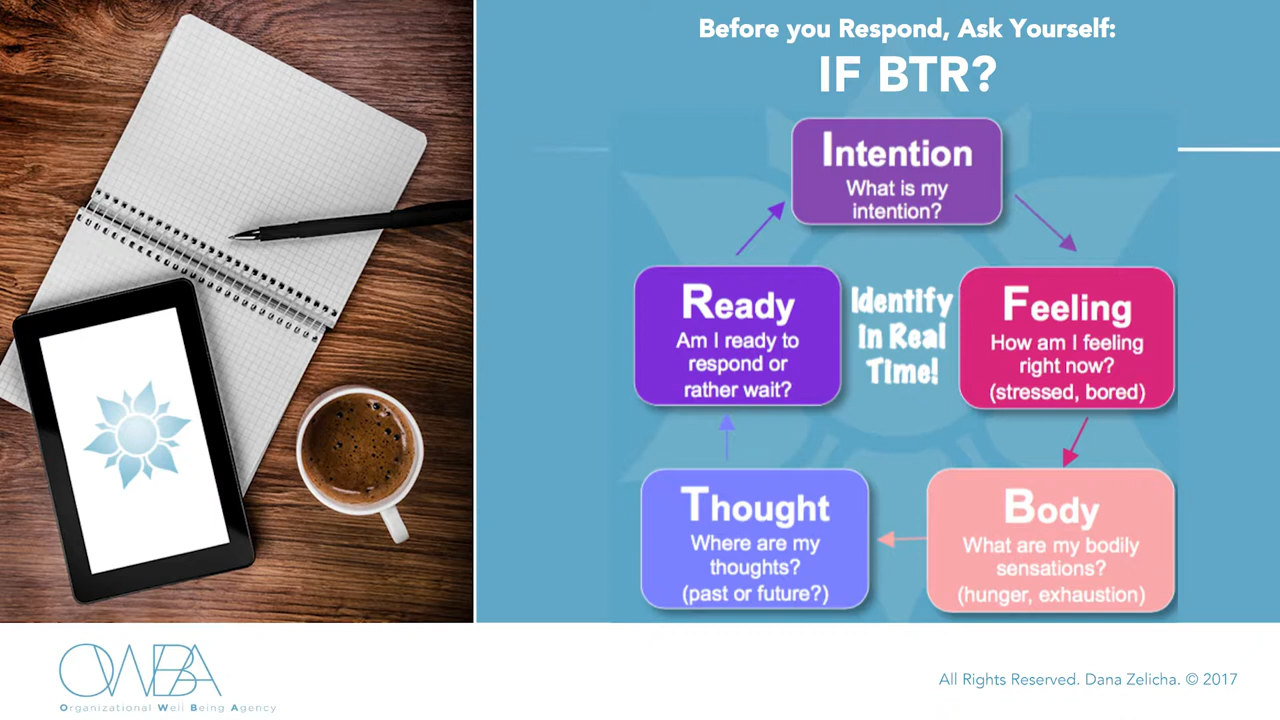 Before you Respond, Ask Yourself:
IF BTR?
Intention
What is my
intention?
Ready
Am I ready to
respond or
rather wait?
Identify
in Real
Time!
Feeling
How am I feeling
right now?
(stressed, bored)
Thought
Where are my
thoughts?
(past or future?)
Body
What are my bodily
sensations?
(hunger, exhaustion)
OWBA
Organizational Well Being Agency
All Rights Reserved. Dana Zelicha. © 2017